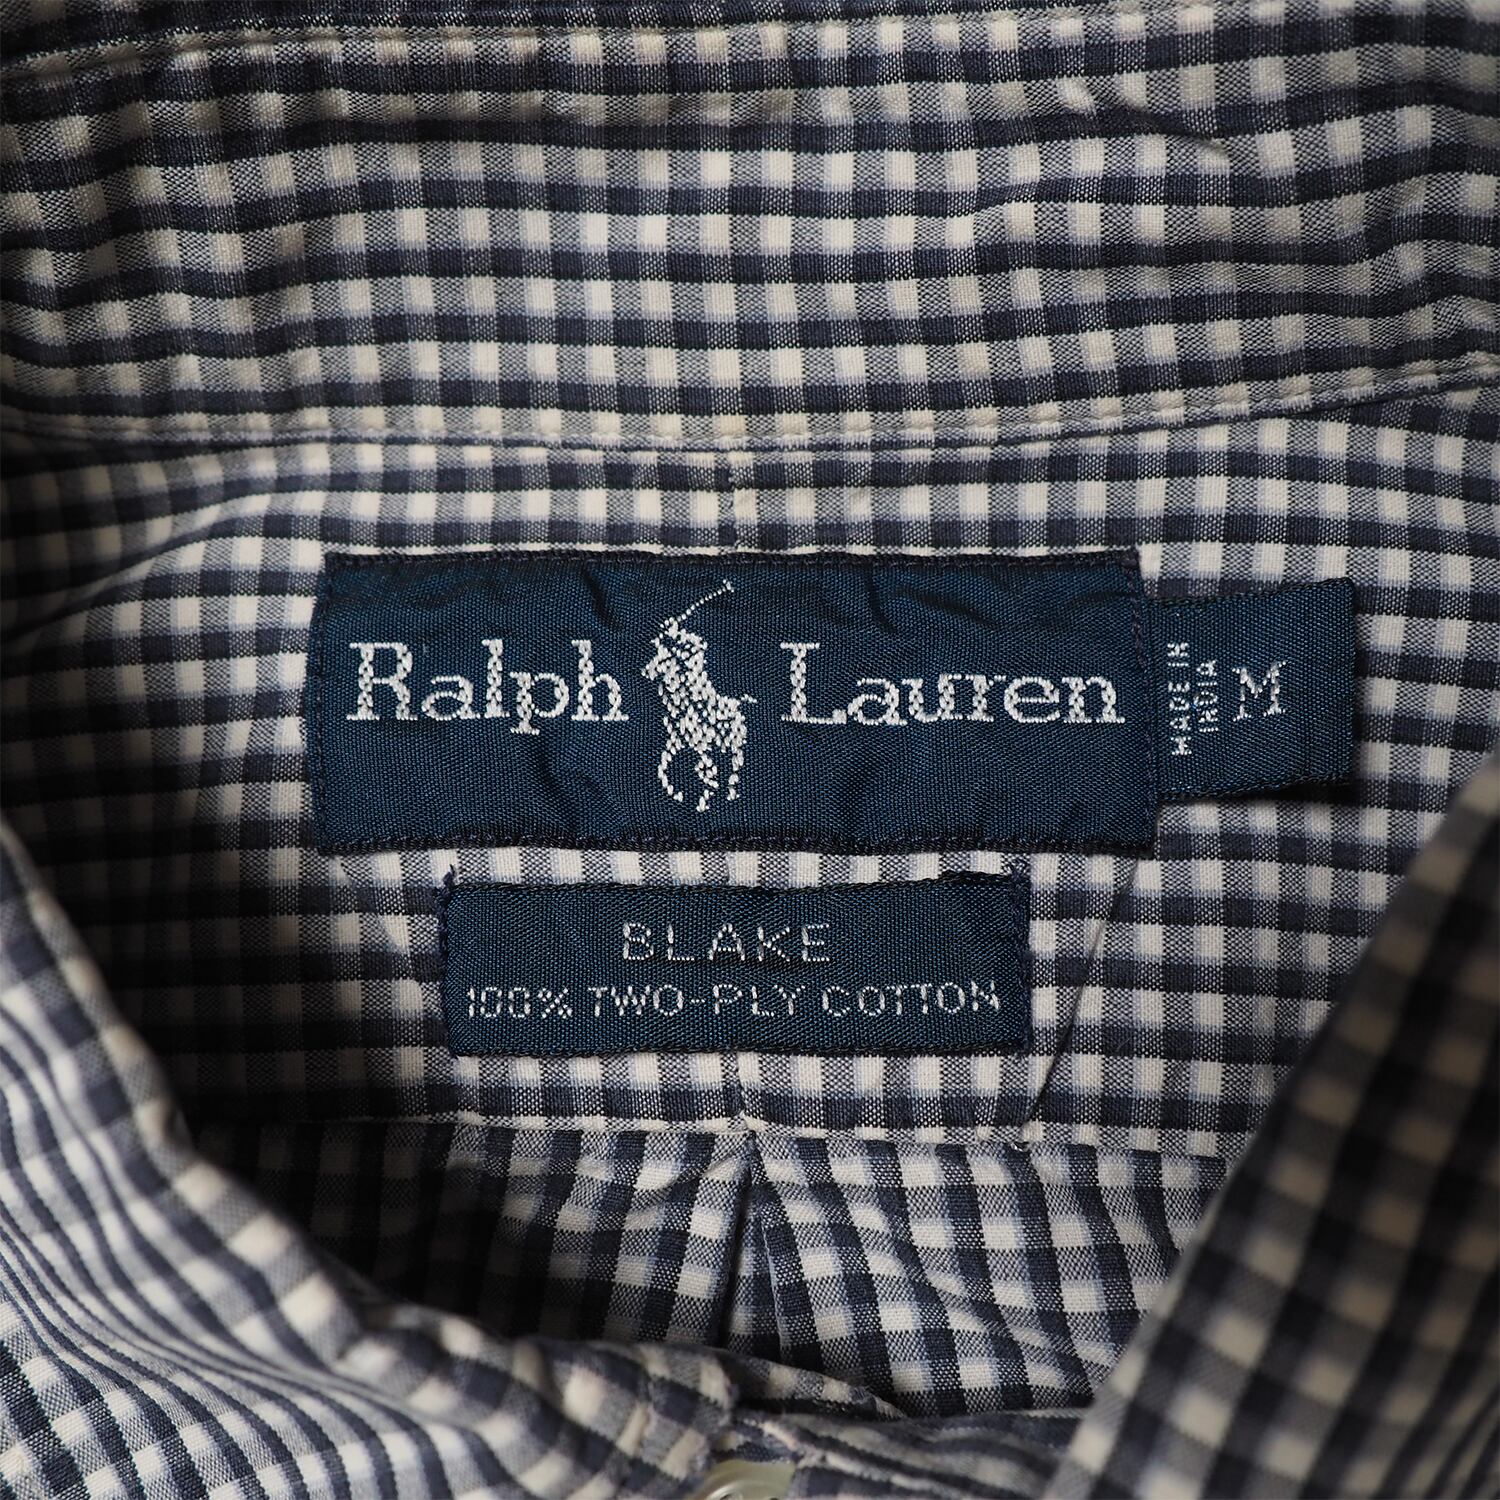 Ralph Lauren
MADE IN
INDIA
M
BLAKE
100% TWO-PLY COTTON